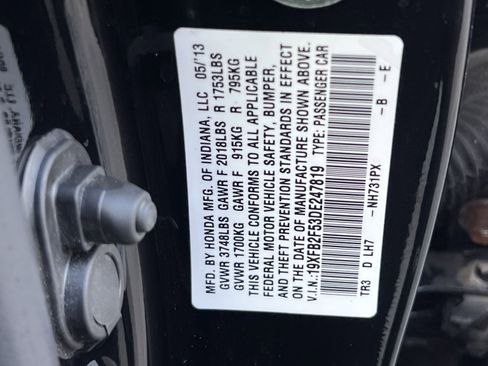 MFD. BY HONDA MFG. OF INDIANA, LLC 05/13
GVWR 3748LBS GAWR F 2018LBS R 1753LBS
GVWR 1700KG GAWR F 915KG R 795KG
THIS VEHICLE CONFORMS TO ALL APPLICABLE
FEDERAL MOTOR VEHICLE SAFETY, BUMPER,
AND THEFT PREVENTION STANDARDS IN EFFECT
ON THE DATE OF MANUFACTURE SHOWN ABOVE.
V.I.N.:19XFB2F53DE247819 TYPE: PASSENGER CAR
TR3 D LH7 -NH731PX -B -E